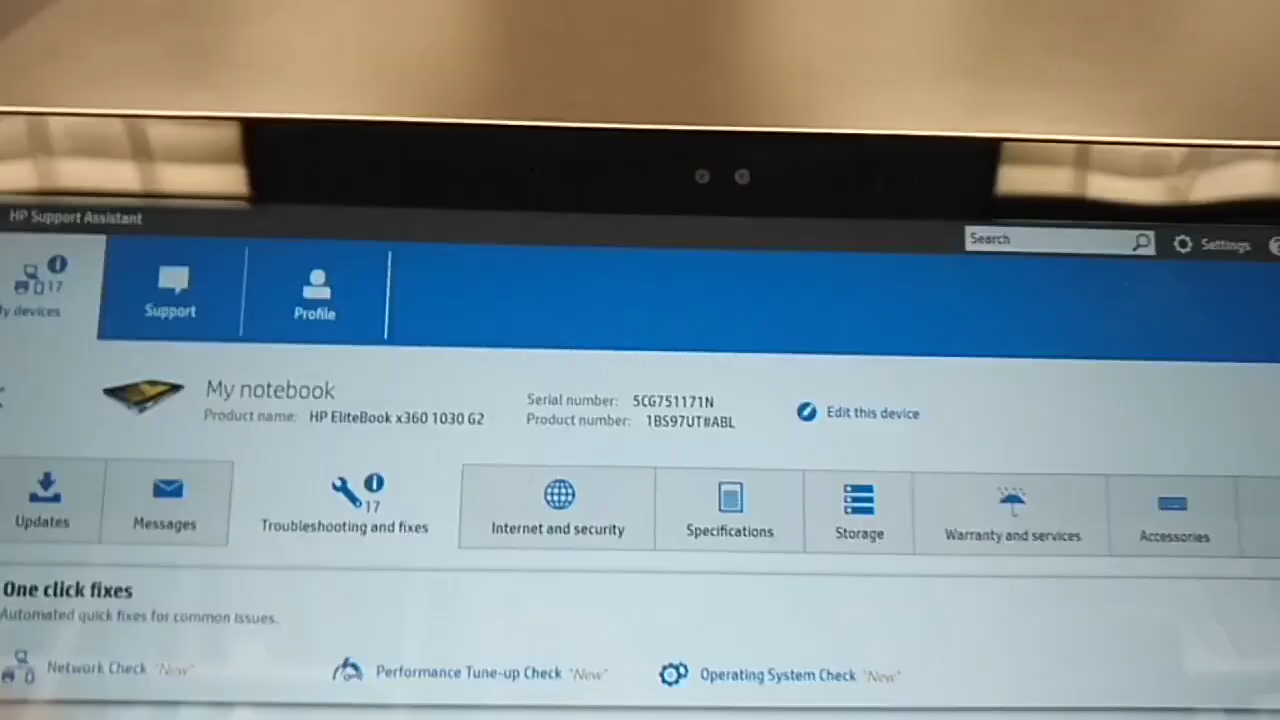 HP Support Assistant
Search
Settings
17
y devices
Support
Profile
My notebook
Product name: HP EliteBook x360 1030 G2
Serial number: 5CG751171N
Product number: 1BS97UT#ABL
Edit this device
Updates
Messages
17
Troubleshooting and fixes
Internet and security
Specifications
Storage
Warranty and services
Accessories
One click fixes
Automated quick fixes for common issues.
Network Check "New"
Performance Tune-up Check "New"
Operating System Check "New"